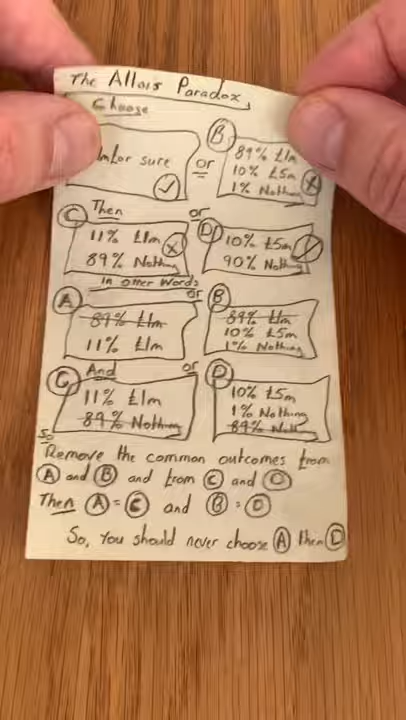 The Allais Paradox
Choose
for sure or B 89% £1m
10% £5m
1% Nothing
C Then or D
11% £1m 10% £5m
89% Nothing 90% Nothing
in other Words
A or B
89% £1m 89% £1m
11% £1m 10% £5m
1% Nothing
C And or D
11% £1m 10% £5m
89% Nothing 1% Nothing
89% Noth
So
Remove the common outcomes from
A and B and from C and D
Then A = C and B = D
So, You should never choose A then D